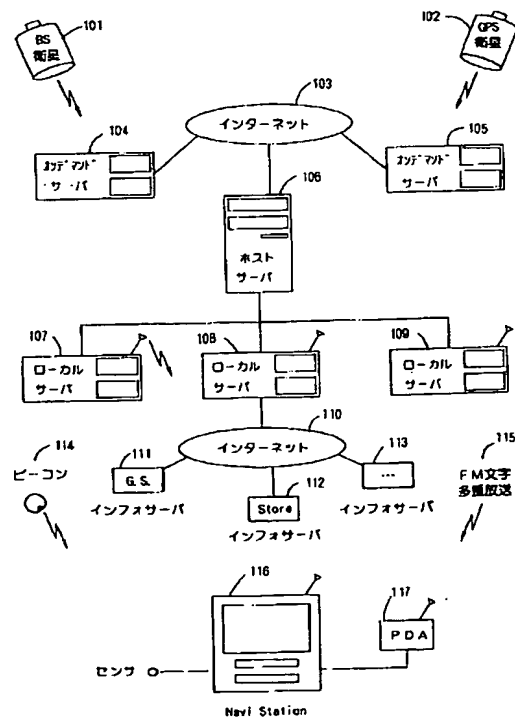 101
BS
衛星
102
GPS
衛星
103
インターネット
104
オンデマンド
サーバ
105
オンデマンド
サーバ
106
ホスト
サーバ
107
ローカル
サーバ
108
ローカル
サーバ
109
ローカル
サーバ
110
インターネット
111
G.S.
インフォサーバ
112
Store
インフォサーバ
113
...
インフォサーバ
114
ビーコン
115
FM文字
多重放送
116
117
PDA
センサ
Navi Station